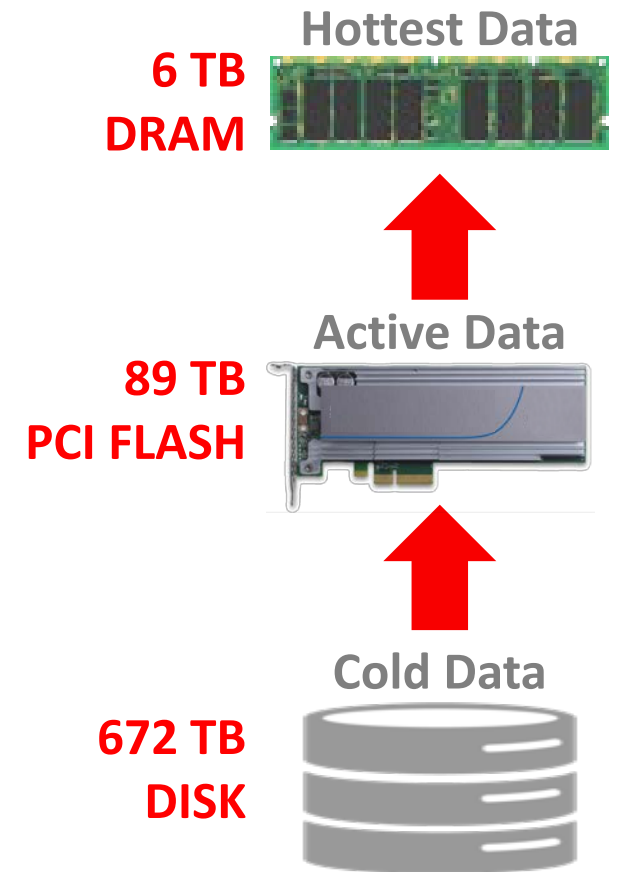 Hottest Data
6 TB
DRAM
Active Data
89 TB
PCI FLASH
Cold Data
672 TB
DISK